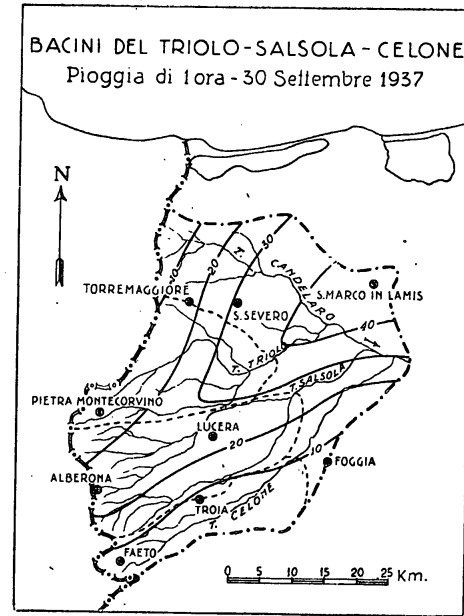 BACINI DEL TRIOLO-SALSOLA-CELONE
Pioggia di 1 ora - 30 Settembre 1937
N
10
20
30
T. CANDELARO
TORREMAGGIORE
S. SEVERO
S. MARCO IN LAMIS
40
T. TRIOLO
T. SALSOLA
PIETRA MONTECORVINO
LUCERA
20
10
FOGGIA
ALBERONA
TROIA
T. CELONE
FAETO
0 5 10 15 20 25 Km.